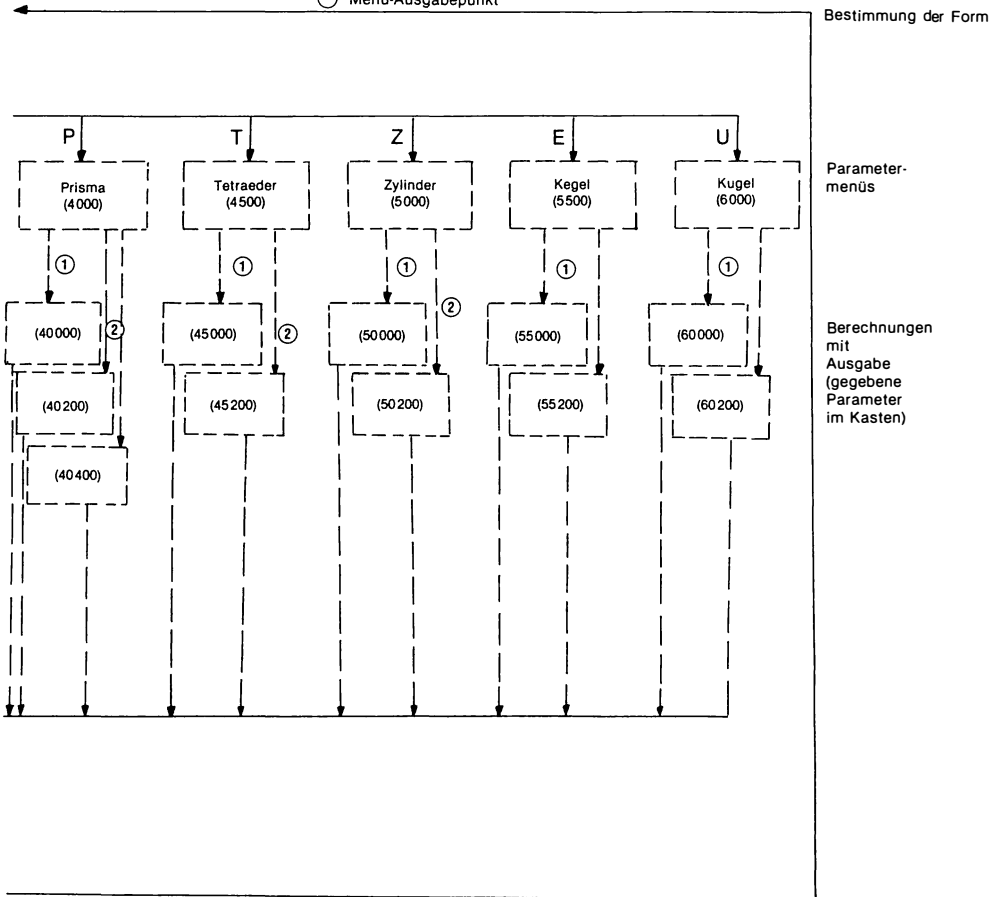 Menü-Ausgabepunkt
Bestimmung der Form
P
T
Z
E
U
Prisma
(4000)
Tetraeder
(4500)
Zylinder
(5000)
Kegel
(5500)
Kugel
(6000)
Parameter-
menüs
1
1
1
1
1
2
2
2
(40000)
(45000)
(50000)
(55000)
(60000)
Berechnungen
mit
Ausgabe
(gegebene
Parameter
im Kasten)
(40200)
(45200)
(50200)
(55200)
(60200)
(40400)